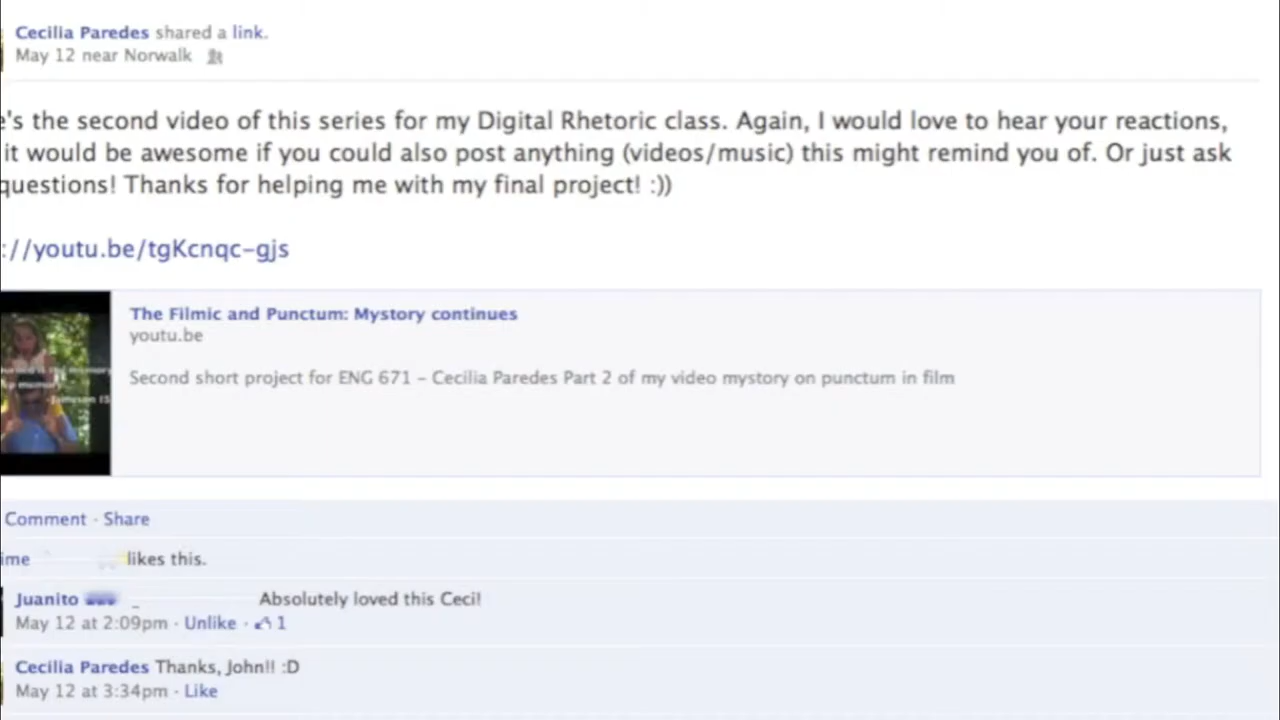 Cecilia Paredes shared a link.
May 12 near Norwalk
e's the second video of this series for my Digital Rhetoric class. Again, I would love to hear your reactions,
it would be awesome if you could also post anything (videos/music) this might remind you of. Or just ask
questions! Thanks for helping me with my final project! :))
://youtu.be/tgKcnqc-gjs
The Filmic and Punctum: Mystory continues
youtu.be
Second short project for ENG 671 - Cecilia Paredes Part 2 of my video mystory on punctum in film
Comment · Share
ime likes this.
Juanito Absolutely loved this Ceci!
May 12 at 2:09pm · Unlike · 1
Cecilia Paredes Thanks, John!! :D
May 12 at 3:34pm · Like